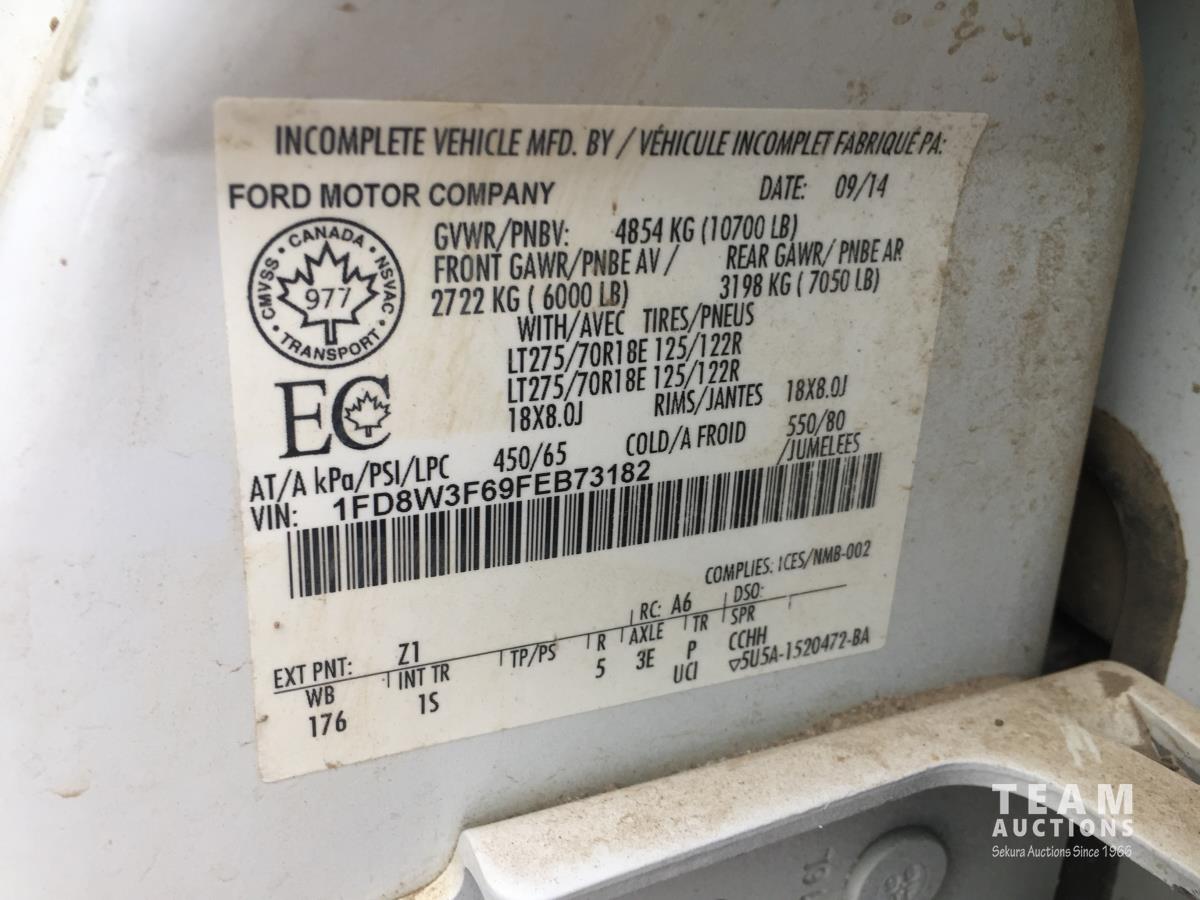 INCOMPLETE VEHICLE MFD. BY / VÉHICULE INCOMPLET FABRIQUÉ PA:
FORD MOTOR COMPANY DATE: 09/14
GVWR/PNBV: 4854 KG (10700 LB)
FRONT GAWR/PNBE AV / REAR GAWR/ PNBE AR
2722 KG ( 6000 LB) 3198 KG ( 7050 LB)
WITH/AVEC TIRES/PNEUS
LT275/70R18E 125/122R
LT275/70R18E 125/122R
18X8.0J RIMS/JANTES 18X8.0J
AT/A kPa/PSI/LPC 450/65 COLD/A FROID 550/80
/JUMELEES
VIN: 1FD8W3F69FEB73182
CMVSS · CANADA · NSVAC · TRANSPORT ·
977
EC
COMPLIES: ICES/NMB-002
EXT PNT: Z1 RC: A6 DSO:
WB INT TR TP/PS R AXLE TR SPR
176 1S 5 3E P CCHH
UCI ▽5U5A-1520472-BA
TEAM
AUCTIONS
Sekura Auctions Since 1966